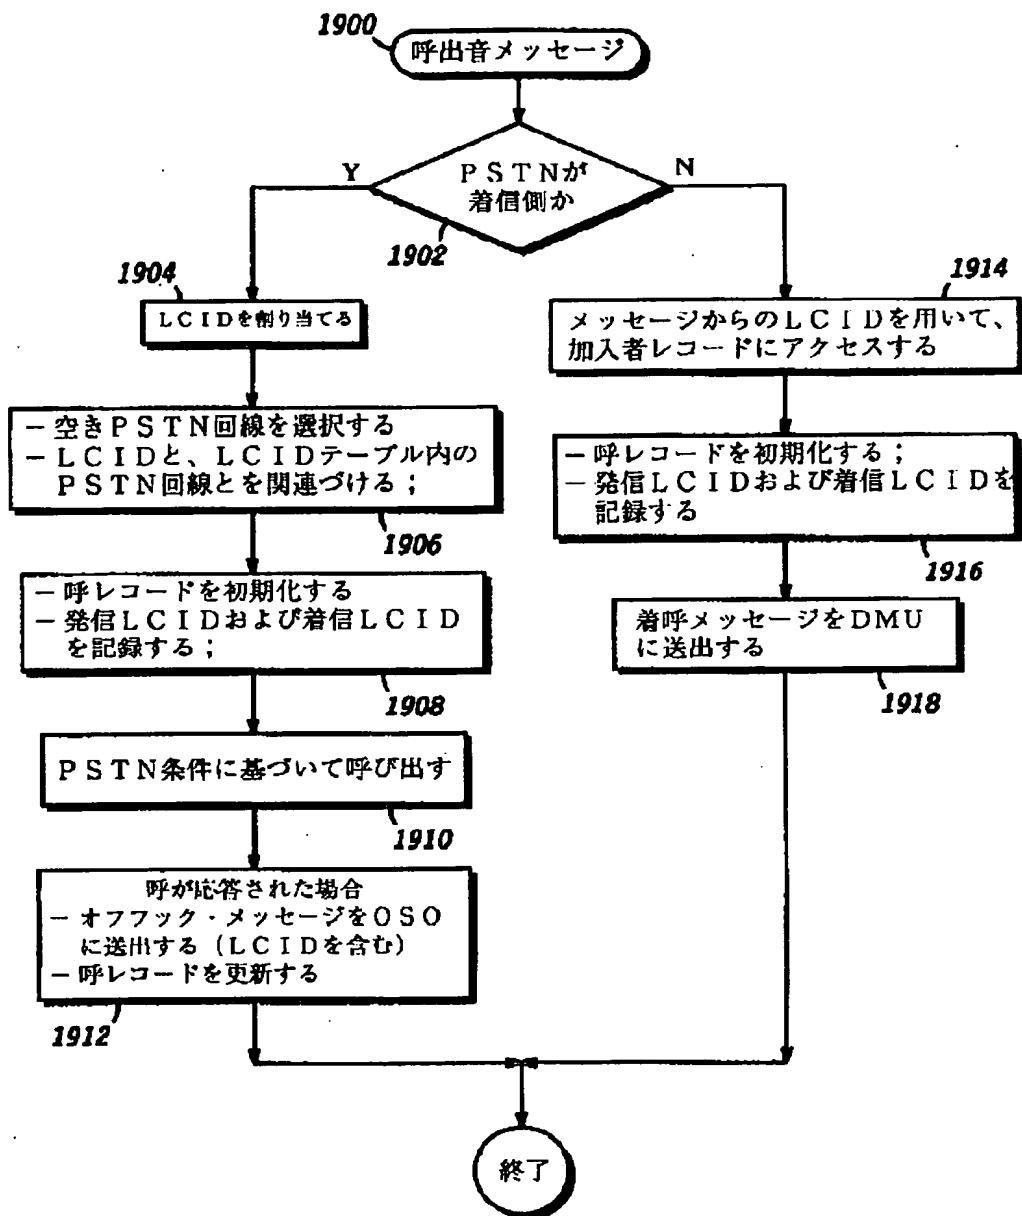 1900
呼出音メッセージ
PSTNが
着信側か
Y
N
1902
1904
LCIDを割り当てる
－空きPSTN回線を選択する
－LCIDと、LCIDテーブル内の
PSTN回線とを関連づける；
1906
－呼レコードを初期化する
－発信LCIDおよび着信LCID
を記録する；
1908
PSTN条件に基づいて呼び出す
1910
呼が応答された場合
－オフフック・メッセージをOSO
に送出する（LCIDを含む）
－呼レコードを更新する
1912
1914
メッセージからのLCIDを用いて、
加入者レコードにアクセスする
－呼レコードを初期化する；
－発信LCIDおよび着信LCIDを
記録する
1916
着呼メッセージをDMU
に送出する
1918
終了